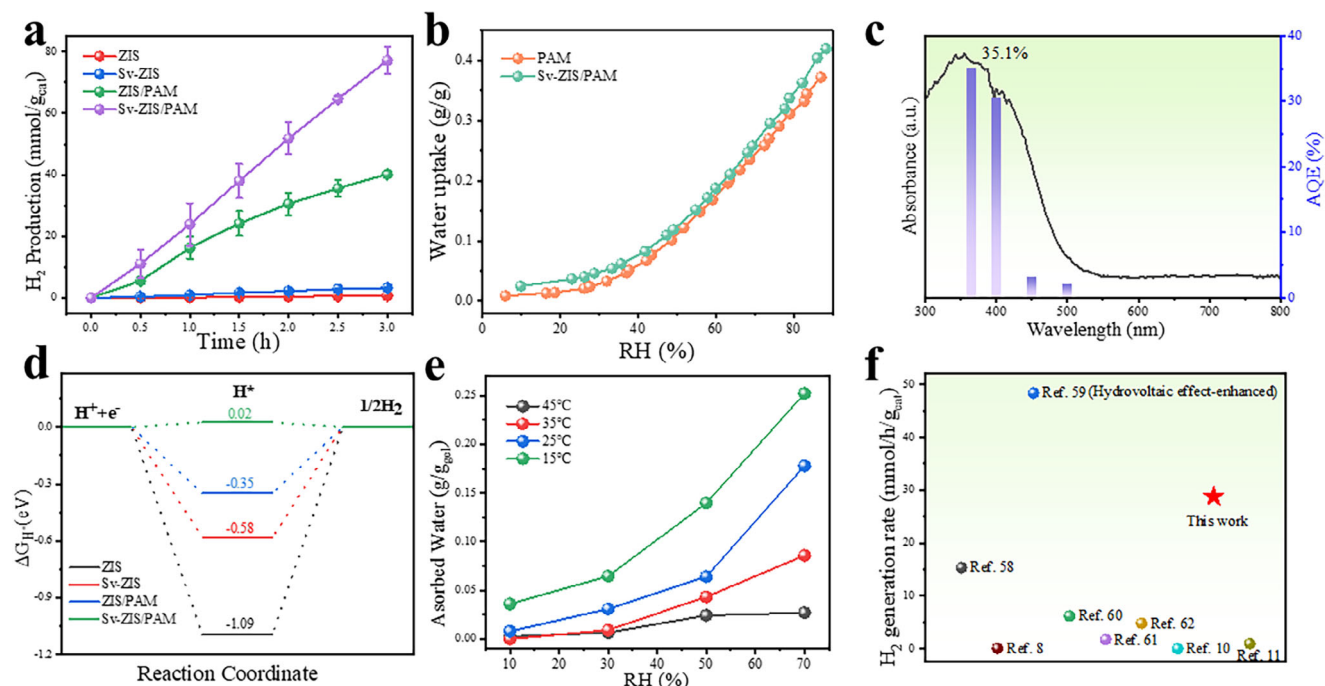 a
ZIS
Sv-ZIS
ZIS/PAM
Sv-ZIS/PAM
H2 Production (mmol/gcat)
80
60
40
20
0
0.0 0.5 1.0 1.5 2.0 2.5 3.0
Time (h)
b
PAM
Sv-ZIS/PAM
Water uptake (g/g)
0.4
0.3
0.2
0.1
0.0
0 20 40 60 80
RH (%)
c
35.1%
Absorbance (a.u.)
AQE (%)
40
30
20
10
0
300 400 500 600 700 800
Wavelength (nm)
d
H+ + e-
H*
1/2H2
0.02
-0.35
-0.58
-1.09
ΔGH* (eV)
0.0
-0.3
-0.6
-0.9
-1.2
ZIS
Sv-ZIS
ZIS/PAM
Sv-ZIS/PAM
Reaction Coordinate
e
45°C
35°C
25°C
15°C
Asorbed Water (g/ggel)
0.25
0.20
0.15
0.10
0.05
0.00
10 20 30 40 50 60 70
RH (%)
f
H2 generation rate (mmol/h/gcat)
50
40
30
20
10
0
Ref. 59 (Hydrovoltaic effect-enhanced)
This work
Ref. 58
Ref. 60
Ref. 62
Ref. 61
Ref. 8
Ref. 10
Ref. 11